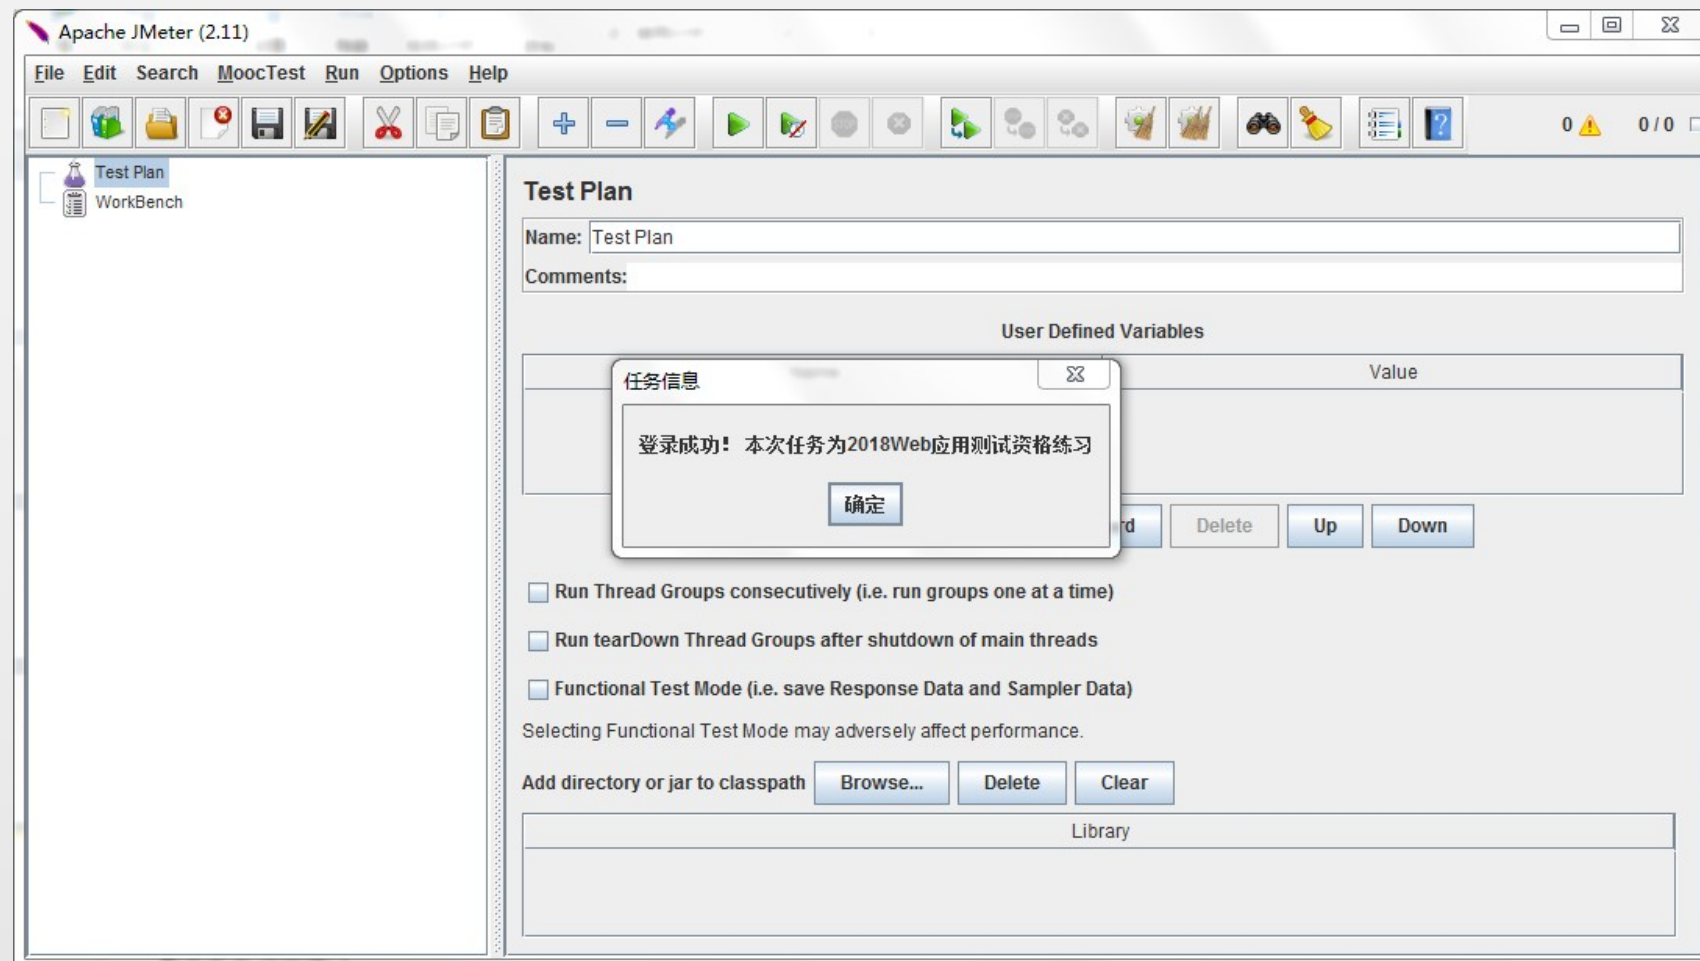 Apache JMeter (2.11)
File Edit Search MoocTest Run Options Help
0 0/0
Test Plan
WorkBench
Test Plan
Name: Test Plan
Comments:
User Defined Variables
Value
任务信息
登录成功！本次任务为2018Web应用测试资格练习
确定
Delete Up Down
Run Thread Groups consecutively (i.e. run groups one at a time)
Run tearDown Thread Groups after shutdown of main threads
Functional Test Mode (i.e. save Response Data and Sampler Data)
Selecting Functional Test Mode may adversely affect performance.
Add directory or jar to classpath Browse... Delete Clear
Library